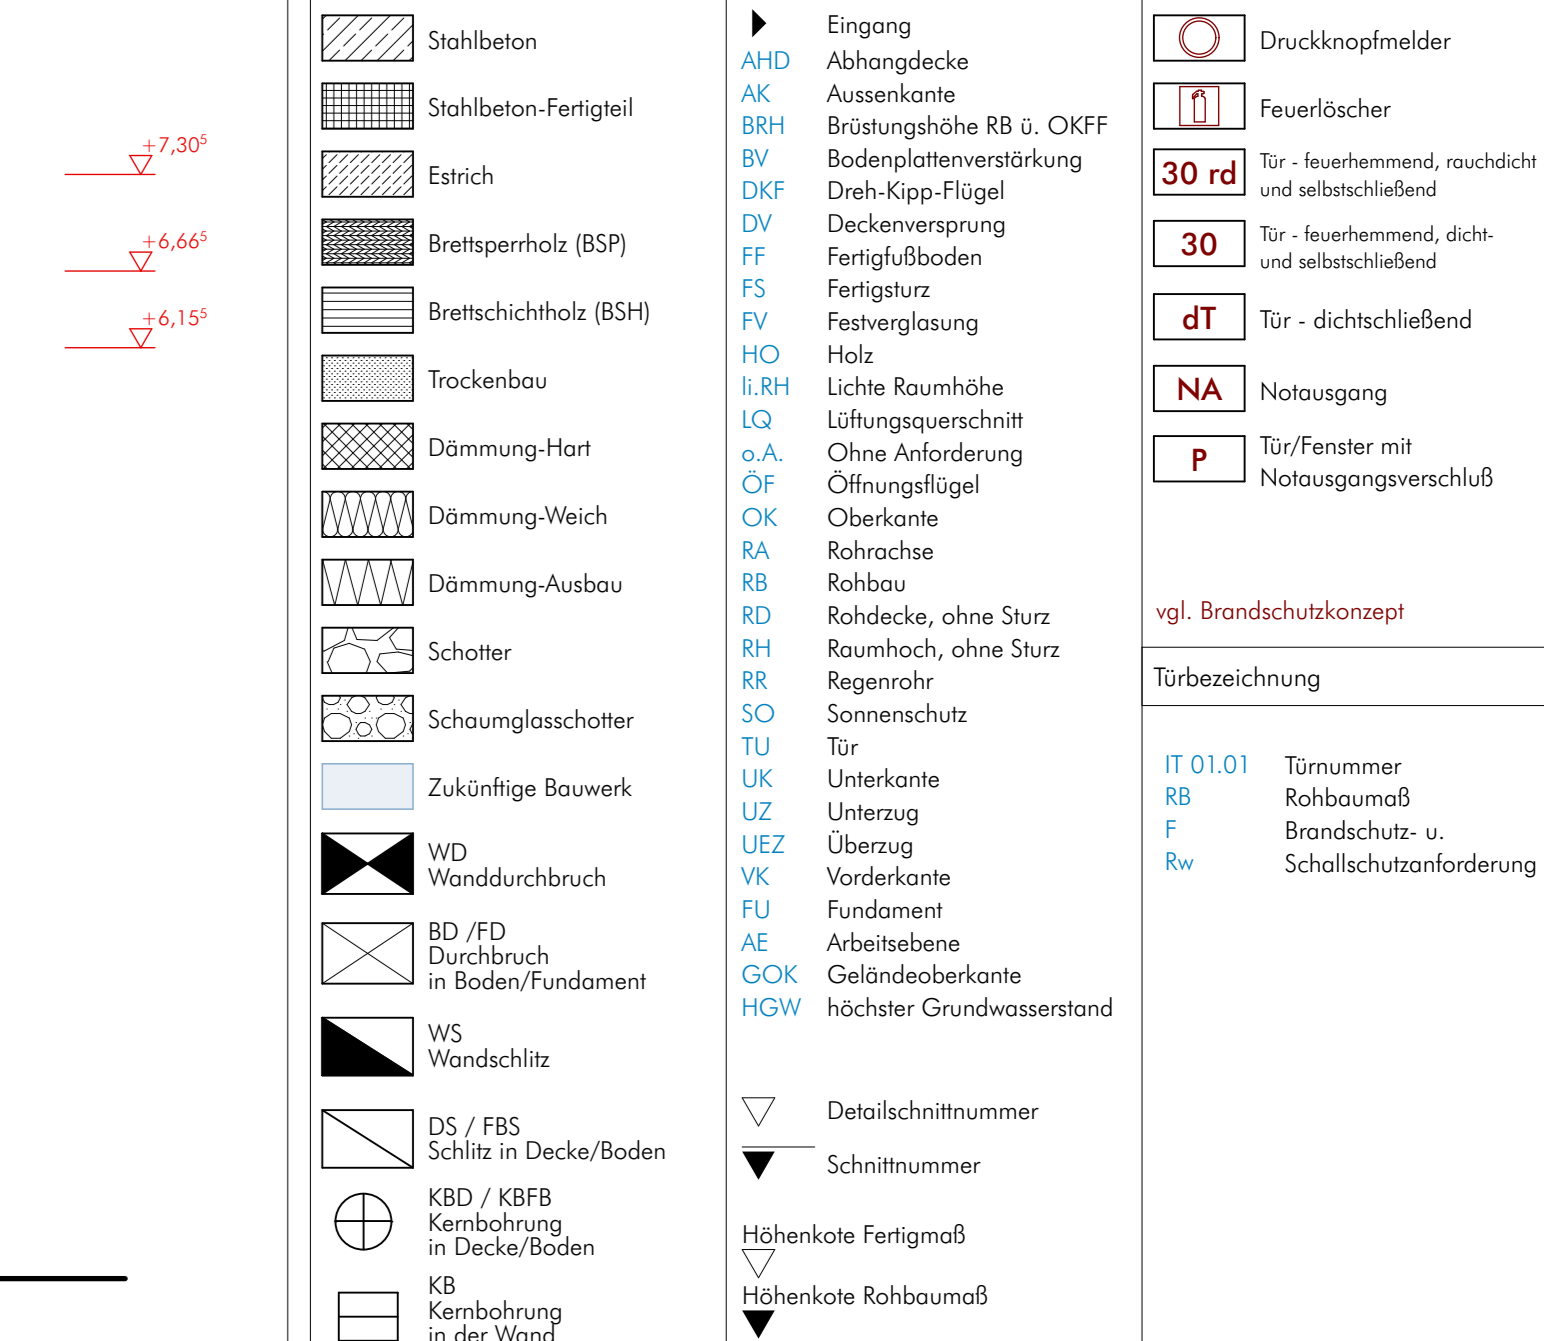 +7,30⁵
+6,66⁵
+6,15⁵
Stahlbeton
Stahlbeton-Fertigteil
Estrich
Brettsperrholz (BSP)
Brettschichtholz (BSH)
Trockenbau
Dämmung-Hart
Dämmung-Weich
Dämmung-Ausbau
Schotter
Schaumglasschotter
Zukünftige Bauwerk
WD
Wanddurchbruch
BD /FD
Durchbruch
in Boden/Fundament
WS
Wandschlitz
DS / FBS
Schlitz in Decke/Boden
KBD / KBFB
Kernbohrung
in Decke/Boden
KB
Kernbohrung
in der Wand
Eingang
AHD Abhangdecke
AK Aussenkante
BRH Brüstungshöhe RB ü. OKFF
BV Bodenplattenverstärkung
DKF Dreh-Kipp-Flügel
DV Deckenversprung
FF Fertigfußboden
FS Fertigsturz
FV Festverglasung
HO Holz
li.RH Lichte Raumhöhe
LQ Lüftungsquerschnitt
o.A. Ohne Anforderung
ÖF Öffnungsflügel
OK Oberkante
RA Rohrachse
RB Rohbau
RD Rohdecke, ohne Sturz
RH Raumhoch, ohne Sturz
RR Regenrohr
SO Sonnenschutz
TU Tür
UK Unterkante
UZ Unterzug
UEZ Überzug
VK Vorderkante
FU Fundament
AE Arbeitsebene
GOK Geländeoberkante
HGW höchster Grundwasserstand
Detailschnittnummer
Schnittnummer
Höhenkote Fertigmaß
Höhenkote Rohbaumaß
Druckknopfmelder
Feuerlöscher
30 rd Tür - feuerhemmend, rauchdicht
und selbstschließend
30 Tür - feuerhemmend, dicht-
und selbstschließend
dT Tür - dichtschließend
NA Notausgang
P Tür/Fenster mit
Notausgangsverschluß
vgl. Brandschutzkonzept
Türbezeichnung
IT 01.01 Türnummer
RB Rohbaumaß
F Brandschutz- u.
Rw Schallschutzanforderung